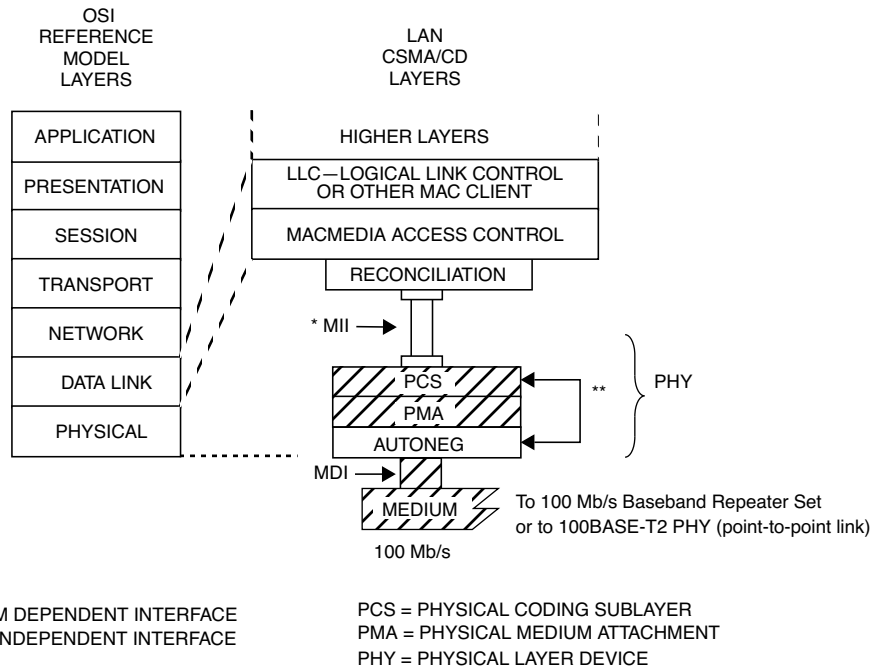 OSI
REFERENCE
MODEL
LAYERS
LAN
CSMA/CD
LAYERS
APPLICATION
PRESENTATION
SESSION
TRANSPORT
NETWORK
DATA LINK
PHYSICAL
HIGHER LAYERS
LLC—LOGICAL LINK CONTROL
OR OTHER MAC CLIENT
MACMEDIA ACCESS CONTROL
RECONCILIATION
* MII
PCS
PMA
AUTONEG
**
PHY
MDI
MEDIUM
To 100 Mb/s Baseband Repeater Set
or to 100BASE-T2 PHY (point-to-point link)
100 Mb/s
M DEPENDENT INTERFACE
NDEPENDENT INTERFACE
PCS = PHYSICAL CODING SUBLAYER
PMA = PHYSICAL MEDIUM ATTACHMENT
PHY = PHYSICAL LAYER DEVICE